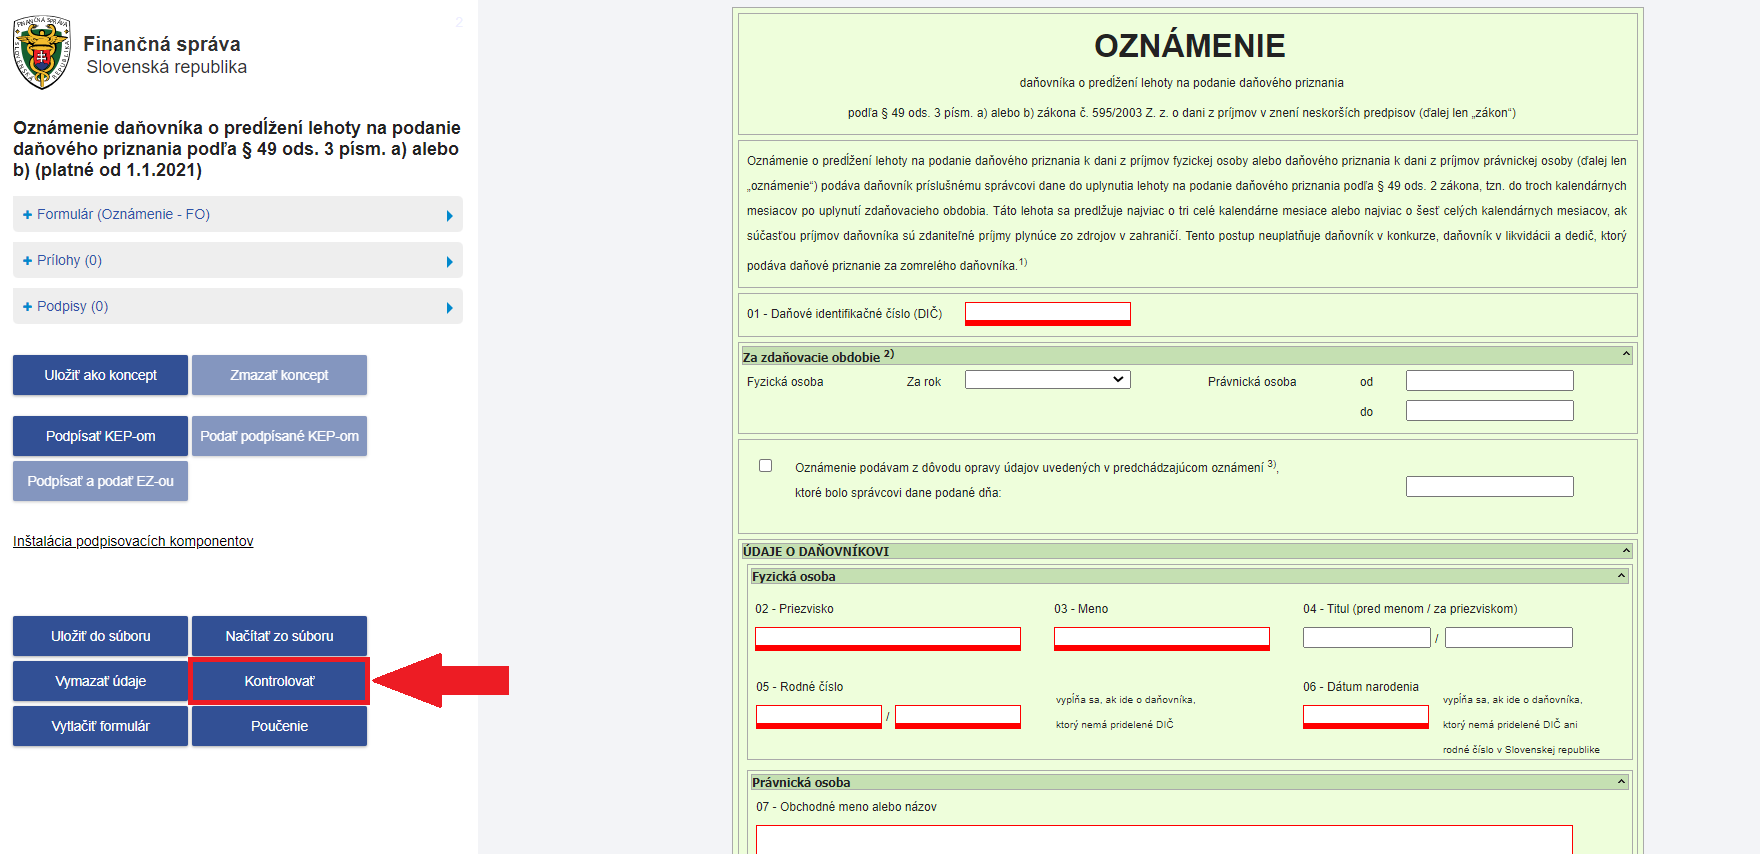 FINANČNÁ SPRÁVA
SLOVENSKÁ REPUBLIKA
2
Finančná správa
Slovenská republika
Oznámenie daňovníka o predĺžení lehoty na podanie
daňového priznania podľa § 49 ods. 3 písm. a) alebo
b) (platné od 1.1.2021)
+ Formulár (Oznámenie - FO)
+ Prílohy (0)
+ Podpisy (0)
Uložiť ako koncept Zmazať koncept
Podpísať KEP-om Podať podpísané KEP-om
Podpísať a podať EZ-ou
Inštalácia podpisovacích komponentov
Uložiť do súboru Načítať zo súboru
Vymazať údaje Kontrolovať
Vytlačiť formulár Poučenie
OZNÁMENIE
daňovníka o predĺžení lehoty na podanie daňového priznania
podľa § 49 ods. 3 písm. a) alebo b) zákona č. 595/2003 Z. z. o dani z príjmov v znení neskorších predpisov (ďalej len „zákon“)
Oznámenie o predĺžení lehoty na podanie daňového priznania k dani z príjmov fyzickej osoby alebo daňového priznania k dani z príjmov právnickej osoby (ďalej len
„oznámenie“) podáva daňovník príslušnému správcovi dane do uplynutia lehoty na podanie daňového priznania podľa § 49 ods. 2 zákona, tzn. do troch kalendárnych
mesiacov po uplynutí zdaňovacieho obdobia. Táto lehota sa predlžuje najviac o tri celé kalendárne mesiace alebo najviac o šesť celých kalendárnych mesiacov, ak
súčasťou príjmov daňovníka sú zdaniteľné príjmy plynúce zo zdrojov v zahraničí. Tento postup neuplatňuje daňovník v konkurze, daňovník v likvidácii a dedič, ktorý
podáva daňové priznanie za zomrelého daňovníka.1)
01 - Daňové identifikačné číslo (DIČ)
Za zdaňovacie obdobie 2)
Fyzická osoba Za rok Právnická osoba od
do
Oznámenie podávam z dôvodu opravy údajov uvedených v predchádzajúcom oznámení 3),
ktoré bolo správcovi dane podané dňa:
ÚDAJE O DAŇOVNÍKOVI
Fyzická osoba
02 - Priezvisko 03 - Meno 04 - Titul (pred menom / za priezviskom)
/
05 - Rodné číslo 06 - Dátum narodenia
/
vypĺňa sa, ak ide o daňovníka,
ktorý nemá pridelené DIČ
vypĺňa sa, ak ide o daňovníka,
ktorý nemá pridelené DIČ ani
rodné číslo v Slovenskej republike
Právnická osoba
07 - Obchodné meno alebo názov